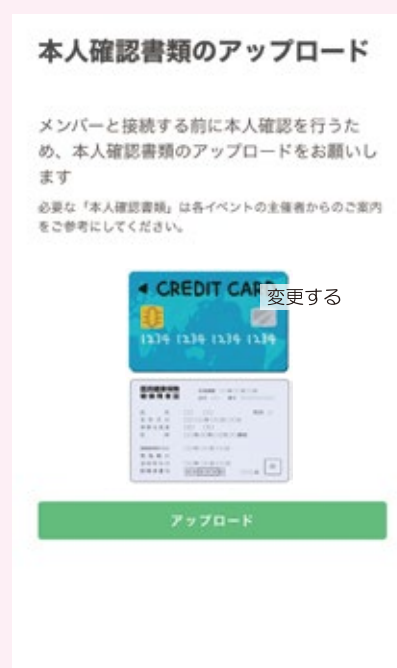 本人確認書類のアップロード
メンバーと接続する前に本人確認を行うた
め、本人確認書類のアップロードをお願いし
ます
必要な「本人確認書類」は各イベントの主催者からのご案内
をご参考にしてください。
CREDIT CARD
変更する
1234 1234 1234 1234
アップロード